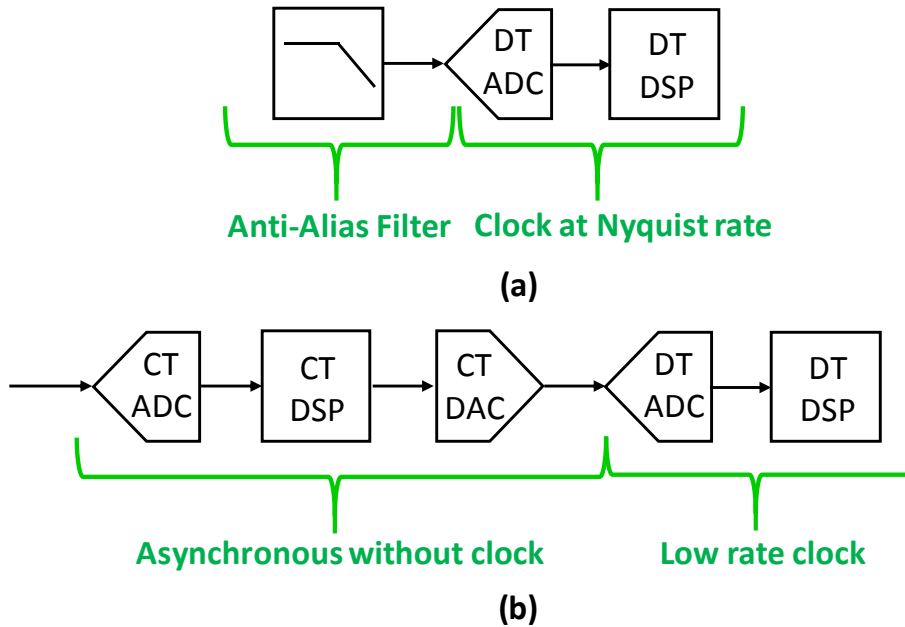 DT
ADC
DT
DSP
Anti-Alias Filter
Clock at Nyquist rate
(a)
CT
ADC
CT
DSP
CT
DAC
DT
ADC
DT
DSP
Asynchronous without clock
Low rate clock
(b)